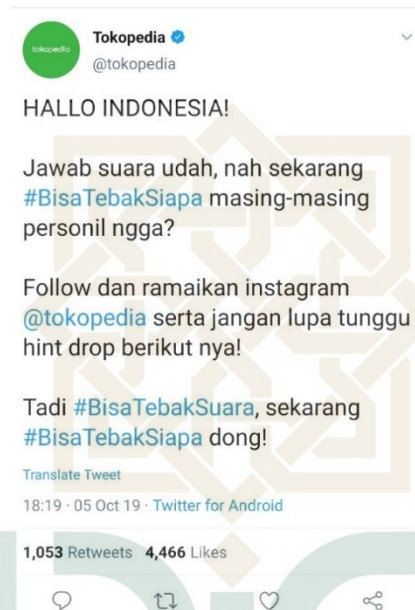 tokopedia
Tokopedia
@tokopedia
HALLO INDONESIA!
Jawab suara udah, nah sekarang
#BisaTebakSiapa masing-masing
personil ngga?
Follow dan ramaikan instagram
@tokopedia serta jangan lupa tunggu
hint drop berikut nya!
Tadi #BisaTebakSuara, sekarang
#BisaTebakSiapa dong!
Translate Tweet
18:19 · 05 Oct 19 · Twitter for Android
1,053 Retweets 4,466 Likes